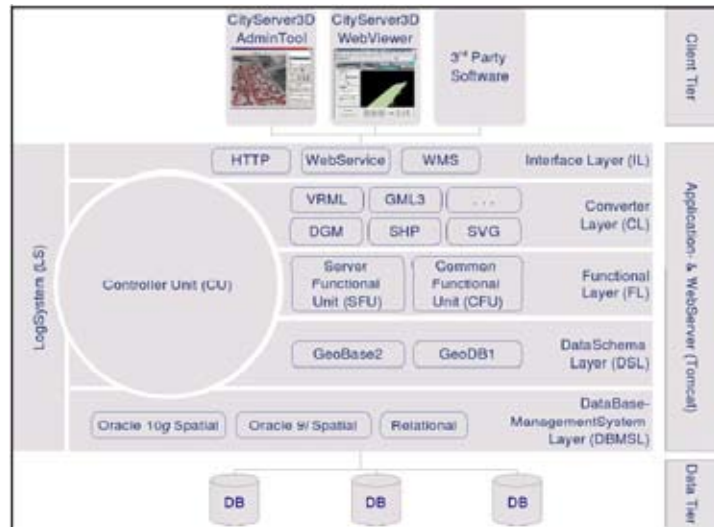 CityServer3D
AdminTool
CityServer3D
WebViewer
3rd Party
Software
Client Tier
HTTP
WebService
WMS
Interface Layer (IL)
VRML
GML3
. . .
DGM
SHP
SVG
Converter
Layer (CL)
LogSystem (LS)
Controller Unit (CU)
Server
Functional
Unit (SFU)
Common
Functional
Unit (CFU)
Functional
Layer (FL)
Application- & WebServer (Tomcat)
GeoBase2
GeoDB1
DataSchema
Layer (DSL)
Oracle 10g Spatial
Oracle 9i Spatial
Relational
DataBase-
ManagementSystem
Layer (DBMSL)
DB
DB
DB
Data Tier